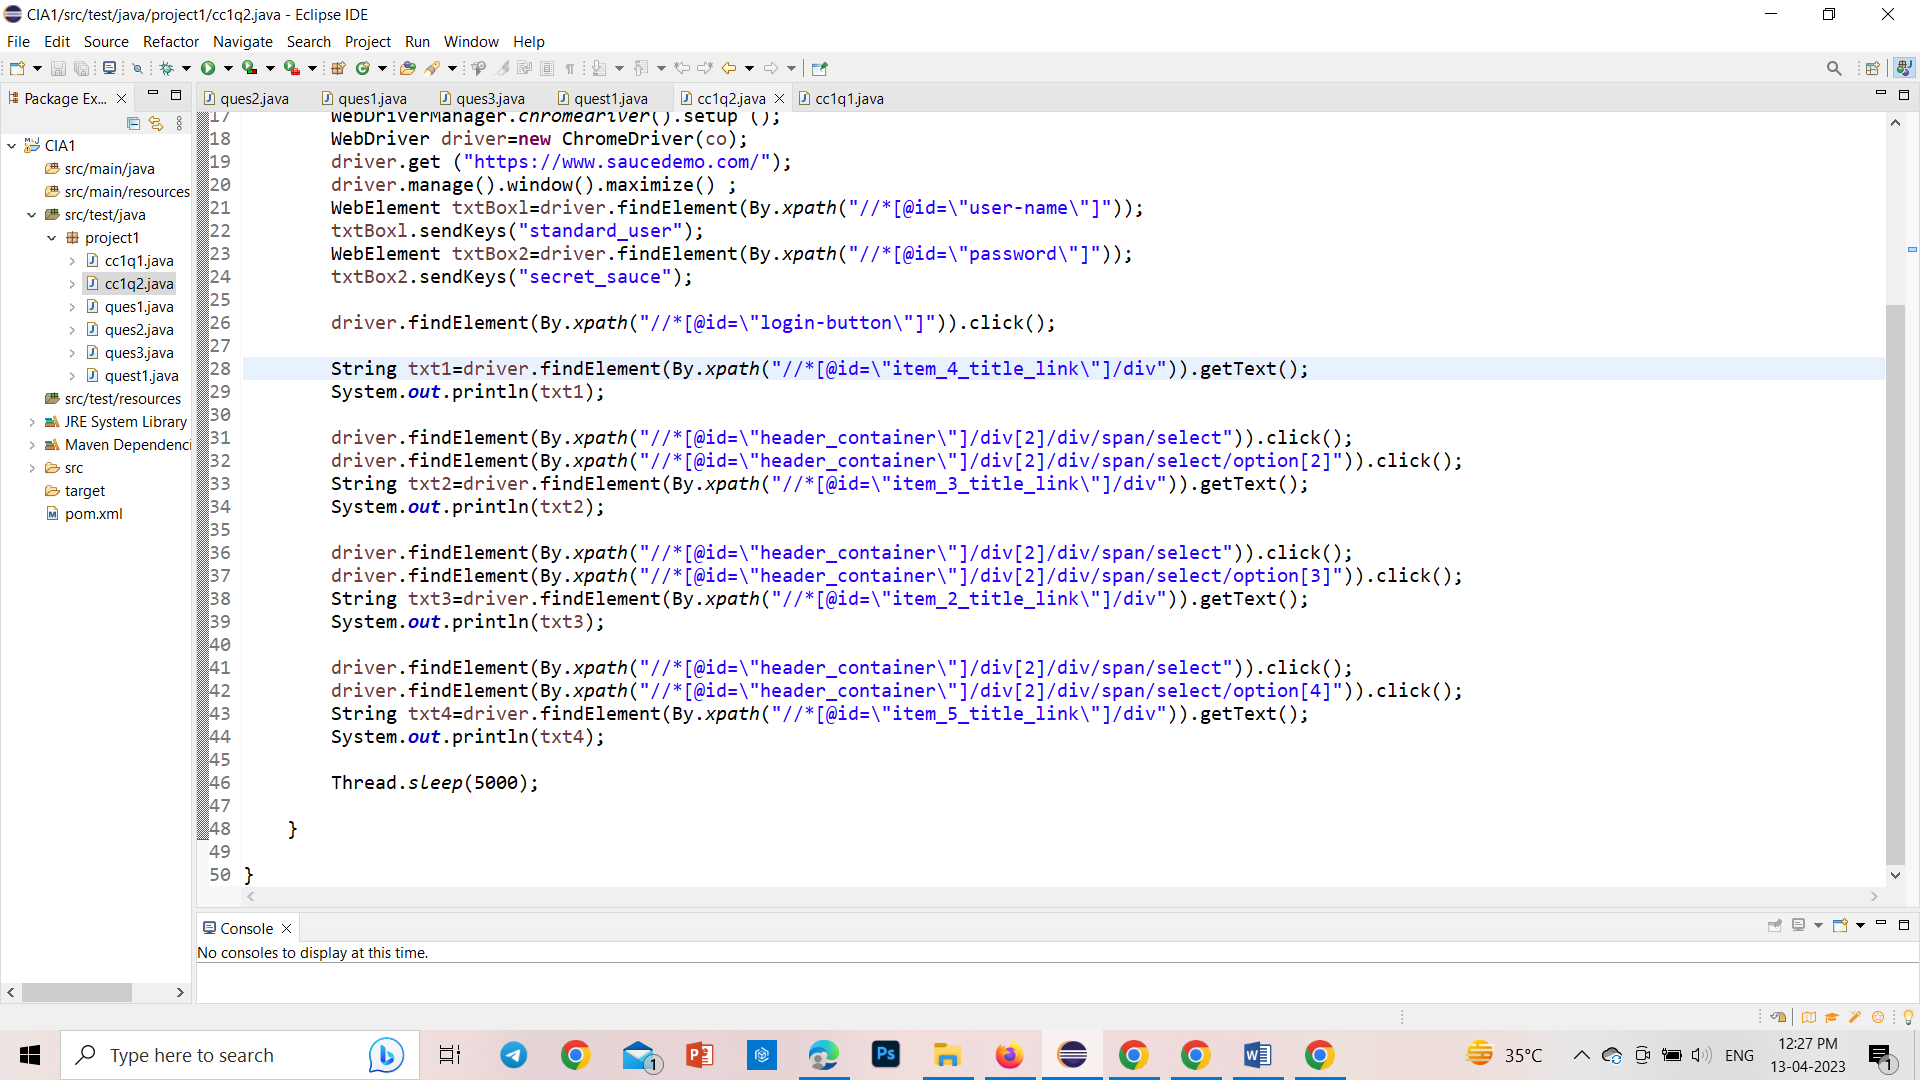 CIA1/src/test/java/project1/cc1q2.java - Eclipse IDE
File Edit Source Refactor Navigate Search Project Run Window Help
Package Ex...
ques2.java ques1.java ques3.java quest1.java cc1q2.java cc1q1.java
CIA1
src/main/java
src/main/resources
src/test/java
project1
cc1q1.java
cc1q2.java
ques1.java
ques2.java
ques3.java
quest1.java
src/test/resources
JRE System Library
Maven Dependenci
src
target
pom.xml
17 WebDriverManager.chromedriver().setup ();
18 WebDriver driver=new ChromeDriver(co);
19 driver.get ("https://www.saucedemo.com/");
20 driver.manage().window().maximize() ;
21 WebElement txtBoxl=driver.findElement(By.xpath("//*[@id=\"user-name\"]"));
22 txtBoxl.sendKeys("standard_user");
23 WebElement txtBox2=driver.findElement(By.xpath("//*[@id=\"password\"]"));
24 txtBox2.sendKeys("secret_sauce");
25
26 driver.findElement(By.xpath("//*[@id=\"login-button\"]")).click();
27
28 String txt1=driver.findElement(By.xpath("//*[@id=\"item_4_title_link\"]/div")).getText();
29 System.out.println(txt1);
30
31 driver.findElement(By.xpath("//*[@id=\"header_container\"]/div[2]/div/span/select")).click();
32 driver.findElement(By.xpath("//*[@id=\"header_container\"]/div[2]/div/span/select/option[2]")).click();
33 String txt2=driver.findElement(By.xpath("//*[@id=\"item_3_title_link\"]/div")).getText();
34 System.out.println(txt2);
35
36 driver.findElement(By.xpath("//*[@id=\"header_container\"]/div[2]/div/span/select")).click();
37 driver.findElement(By.xpath("//*[@id=\"header_container\"]/div[2]/div/span/select/option[3]")).click();
38 String txt3=driver.findElement(By.xpath("//*[@id=\"item_2_title_link\"]/div")).getText();
39 System.out.println(txt3);
40
41 driver.findElement(By.xpath("//*[@id=\"header_container\"]/div[2]/div/span/select")).click();
42 driver.findElement(By.xpath("//*[@id=\"header_container\"]/div[2]/div/span/select/option[4]")).click();
43 String txt4=driver.findElement(By.xpath("//*[@id=\"item_5_title_link\"]/div")).getText();
44 System.out.println(txt4);
45
46 Thread.sleep(5000);
47
48 }
49
50 }
Console
No consoles to display at this time.
Type here to search
1
Ps
35°C
ENG
12:27 PM
13-04-2023
1